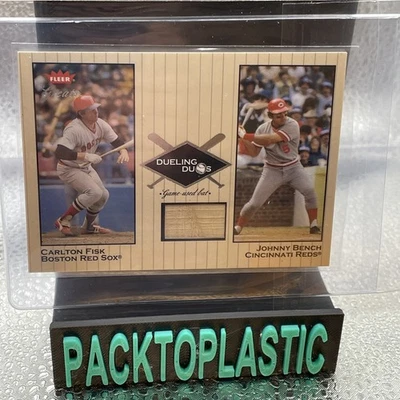 FLEER
DUELING
DUOS
Game-used bat
CARLTON FISK
BOSTON RED SOX®
JOHNNY BENCH
CINCINNATI REDS®
PACKTOPLASTIC